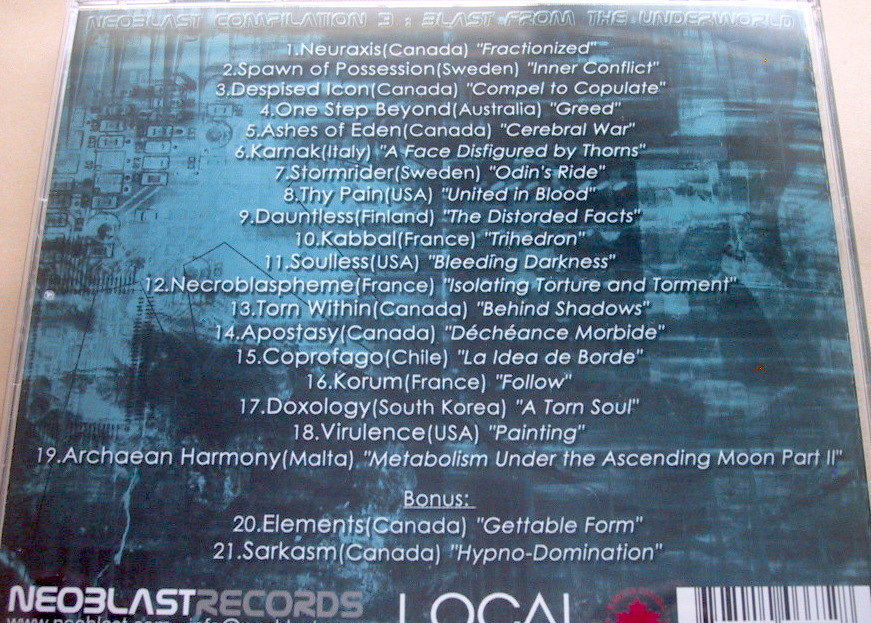 NEOBLAST COMPILATION 3 : BLAST FROM THE UNDERWORLD
1.Neuraxis(Canada) "Fractionized"
2.Spawn of Possession(Sweden) "Inner Conflict"
3.Despised Icon(Canada) "Compel to Copulate"
4.One Step Beyond(Australia) "Greed"
5.Ashes of Eden(Canada) "Cerebral War"
6.Karnak(Italy) "A Face Disfigured by Thorns"
7.Stormrider(Sweden) "Odin's Ride"
8.Thy Pain(USA) "United in Blood"
9.Dauntless(Finland) "The Distorded Facts"
10.Kabbal(France) "Trihedron"
11.Soulless(USA) "Bleeding Darkness"
12.Necroblaspheme(France) "Isolating Torture and Torment"
13.Torn Within(Canada) "Behind Shadows"
14.Apostasy(Canada) "Déchéance Morbide"
15.Coprofago(Chile) "La Idea de Borde"
16.Korum(France) "Follow"
17.Doxology(South Korea) "A Torn Soul"
18.Virulence(USA) "Painting"
19.Archaean Harmony(Malta) "Metabolism Under the Ascending Moon Part II"
Bonus:
20.Elements(Canada) "Gettable Form"
21.Sarkasm(Canada) "Hypno-Domination"
NEOBLASTRECORDS
LOCAL
www.neoblast.com